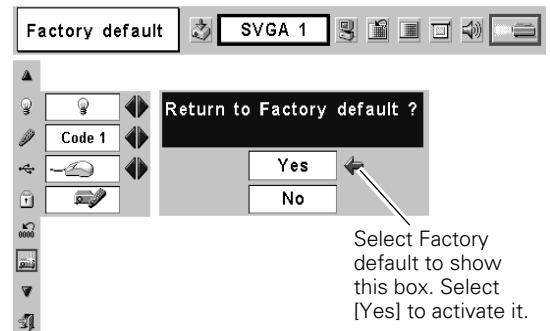 Factory default
SVGA 1
Return to Factory default ?
Code 1
Yes
No
0000
Select Factory
default to show
this box. Select
[Yes] to activate it.